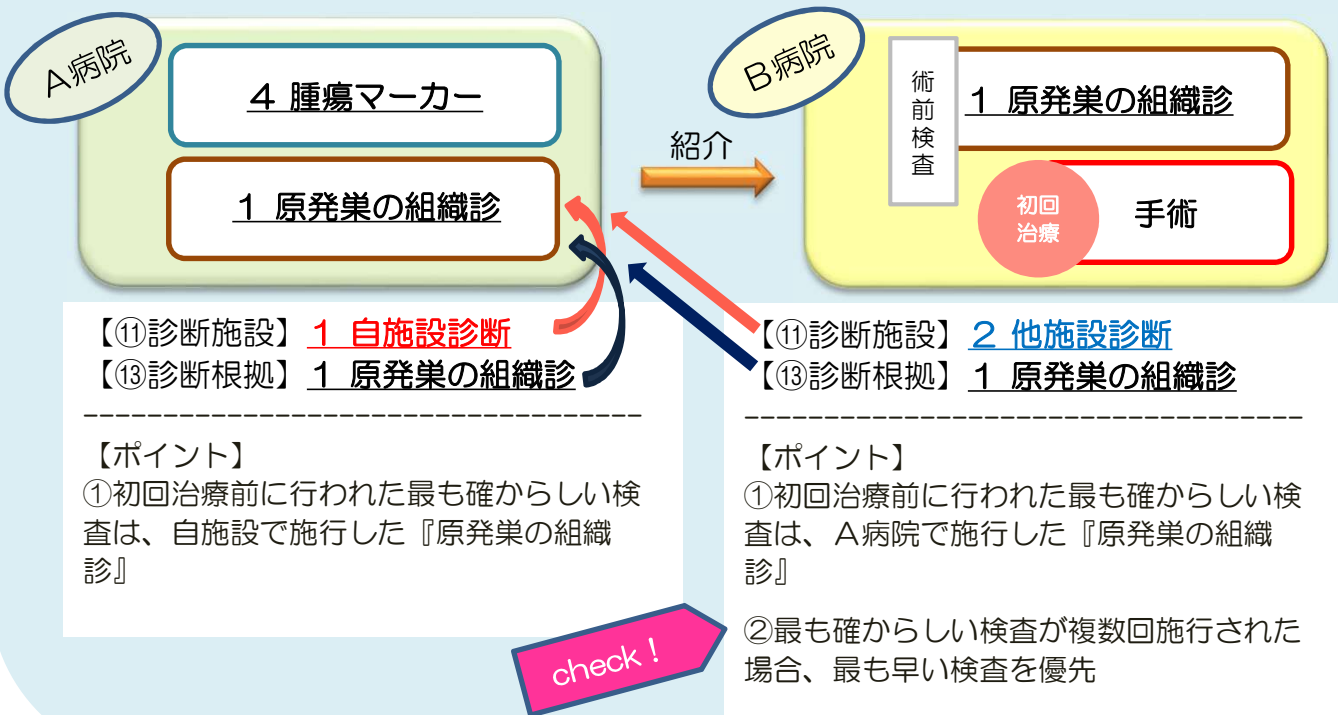 A病院
4 腫瘍マーカー
1 原発巣の組織診
紹介
B病院
術前検査
1 原発巣の組織診
初回
治療
手術
【⑪診断施設】1 自施設診断
【⑬診断根拠】1 原発巣の組織診
----------------------------------
【ポイント】
①初回治療前に行われた最も確からしい検
査は、自施設で施行した『原発巣の組織
診』
【⑪診断施設】2 他施設診断
【⑬診断根拠】1 原発巣の組織診
----------------------------------
【ポイント】
①初回治療前に行われた最も確からしい検
査は、A病院で施行した『原発巣の組織
診』
check！
②最も確からしい検査が複数回施行された
場合、最も早い検査を優先